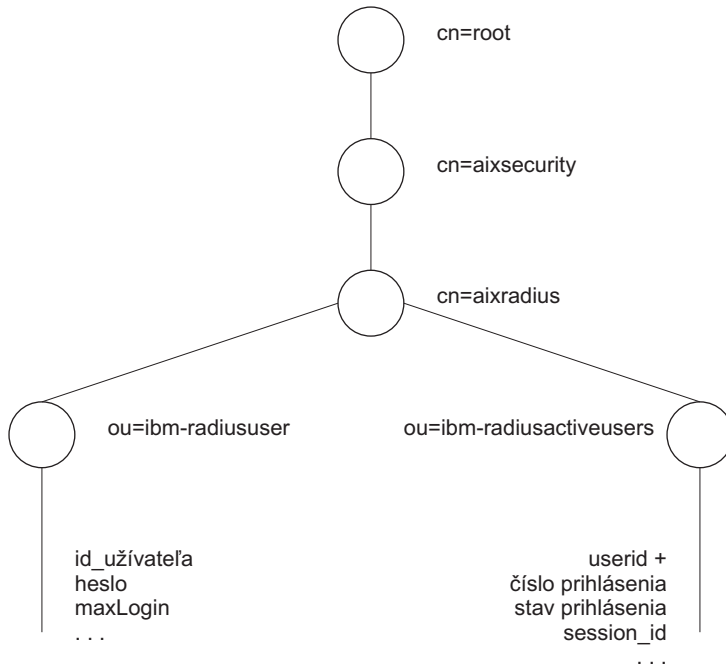 cn=root
cn=aixsecurity
cn=aixradius
ou=ibm-radiususer
ou=ibm-radiusactiveusers
id_užívateľa
heslo
maxLogin
. . .
userid +
číslo prihlásenia
stav prihlásenia
session_id
. . .